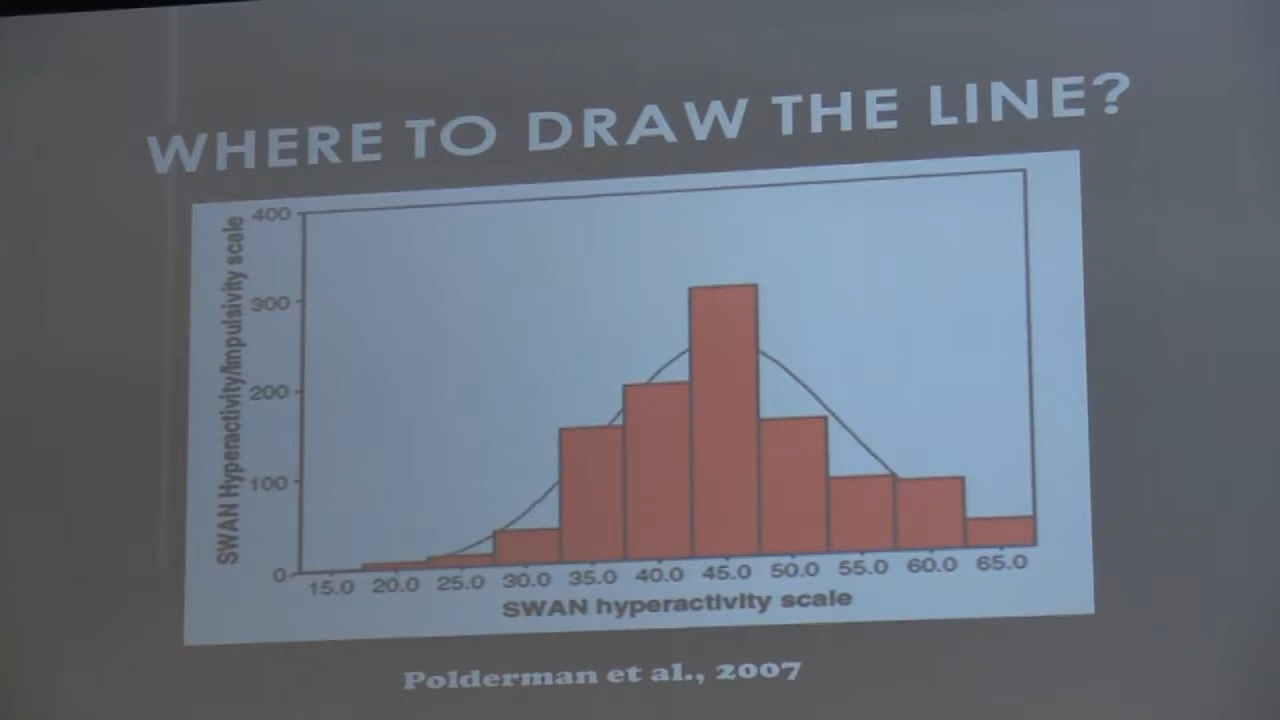 WHERE TO DRAW THE LINE?
SWAN Hyperactivity/Impulsivity scale
400
300
200
100
0
15.0 20.0 25.0 30.0 35.0 40.0 45.0 50.0 55.0 60.0 65.0
SWAN hyperactivity scale
Polderman et al., 2007